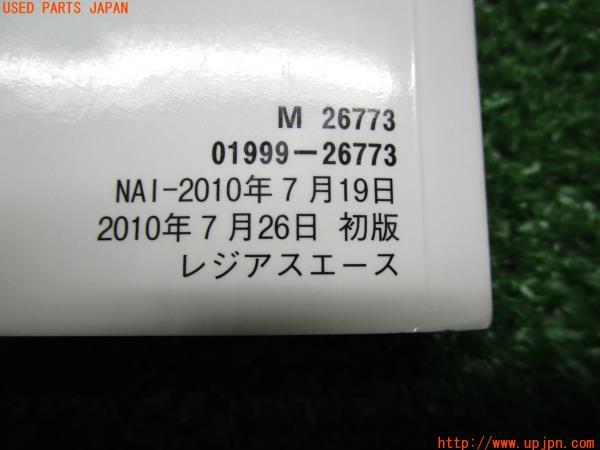 USED PARTS JAPAN
M 26773
01999-26773
NAI-2010年7月19日
2010年7月26日 初版
レジアスエース
http://www.upjpn.com/